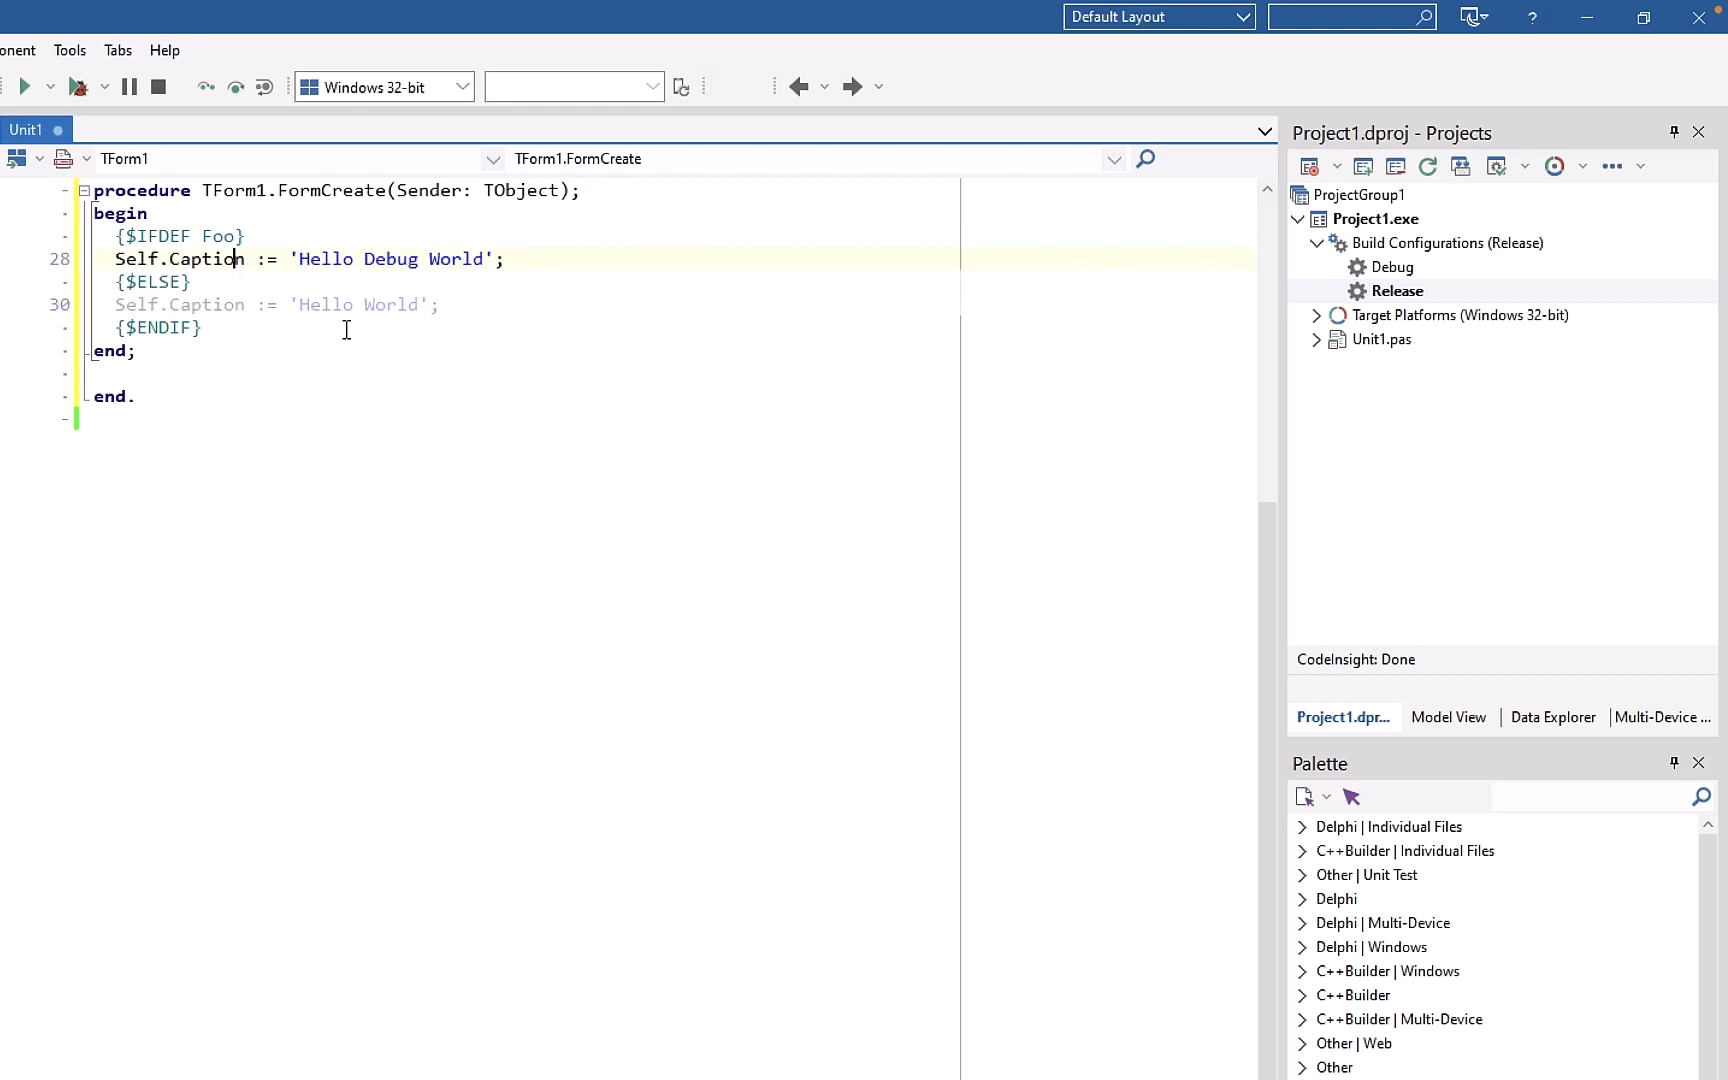 Default Layout
?
onent Tools Tabs Help
Windows 32-bit
Unit1
TForm1
TForm1.FormCreate
procedure TForm1.FormCreate(Sender: TObject);
begin
{$IFDEF Foo}
28 Self.Caption := 'Hello Debug World';
{$ELSE}
30 Self.Caption := 'Hello World';
{$ENDIF}
end;
end.
Project1.dproj - Projects
ProjectGroup1
Project1.exe
Build Configurations (Release)
Debug
Release
Target Platforms (Windows 32-bit)
Unit1.pas
CodeInsight: Done
Project1.dpr... Model View Data Explorer Multi-Device ...
Palette
Delphi | Individual Files
C++Builder | Individual Files
Other | Unit Test
Delphi
Delphi | Multi-Device
Delphi | Windows
C++Builder | Windows
C++Builder
C++Builder | Multi-Device
Other | Web
Other